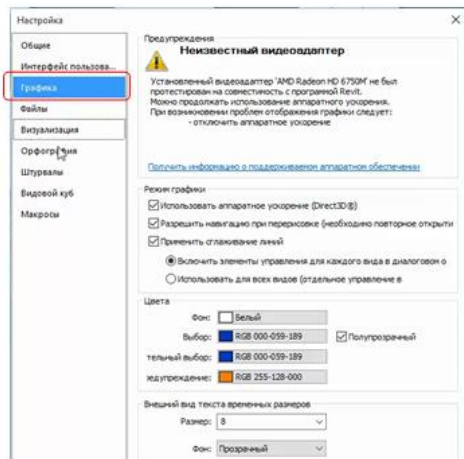 Настройка
Общие
Интерфейс пользова...
Графика
Файлы
Визуализация
Орфография
Штурвалы
Видовой куб
Макросы
Предупреждения
Неизвестный видеоадаптер
Установленный видеоадаптер 'AMD Radeon HD 6750M' не был
протестирован на совместимость с программой Revit.
Можно продолжать использование аппаратного ускорения.
При возникновении проблем отображения графики следует:
- отключить аппаратное ускорение
Получить информацию о поддерживаемом аппаратном обеспечении
Режим графики
Использовать аппаратное ускорение (Direct3D®)
Разрешить навигацию при перерисовке (необходимо повторное открыти
Применить сглаживание линий
Включить элементы управления для каждого вида в диалоговом о
Использовать для всех видов (отдельное управление в
Цвета
Фон: Белый
Выбор: RGB 000-059-189 Полупрозрачный
тельный выбор: RGB 000-059-189
едупреждение: RGB 255-128-000
Внешний вид текста временных размеров
Размер: 8
Фон: Прозрачный